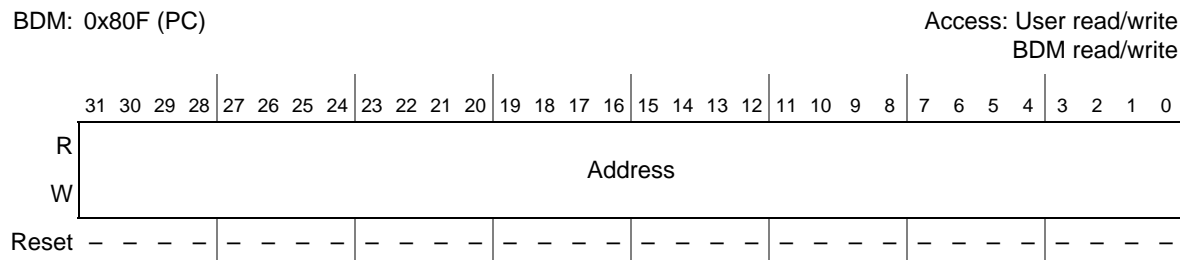 BDM: 0x80F (PC) Access: User read/write
BDM read/write
31 30 29 28 27 26 25 24 23 22 21 20 19 18 17 16 15 14 13 12 11 10 9 8 7 6 5 4 3 2 1 0
R
Address
W
Reset – – – – – – – – – – – – – – – – – – – – – – – – – – – – – – – –